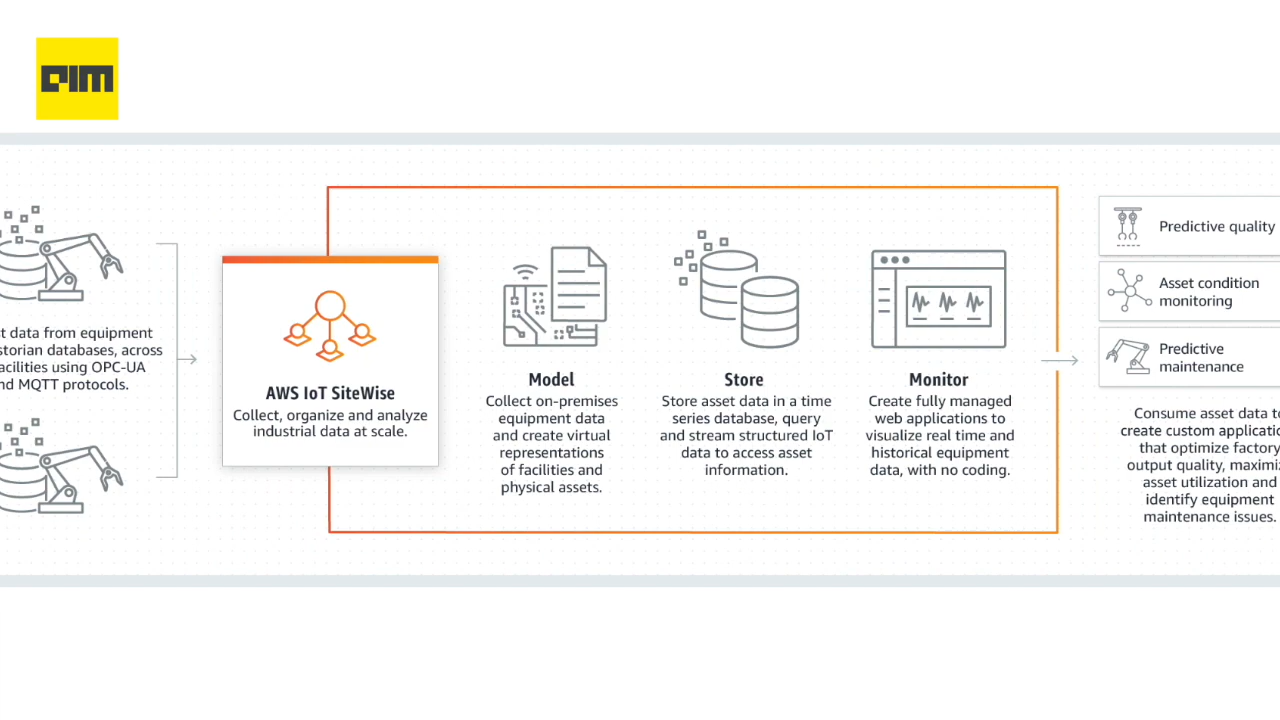 AIM
t data from equipment
storian databases, across
acilities using OPC-UA
nd MQTT protocols.
AWS IoT SiteWise
Collect, organize and analyze
industrial data at scale.
Model
Collect on-premises
equipment data
and create virtual
representations
of facilities and
physical assets.
Store
Store asset data in a time
series database, query
and stream structured IoT
data to access asset
information.
Monitor
Create fully managed
web applications to
visualize real time and
historical equipment
data, with no coding.
Predictive quality
Asset condition
monitoring
Predictive
maintenance
Consume asset data t
create custom applicatio
that optimize factory
output quality, maximiz
asset utilization and
identify equipment
maintenance issues.